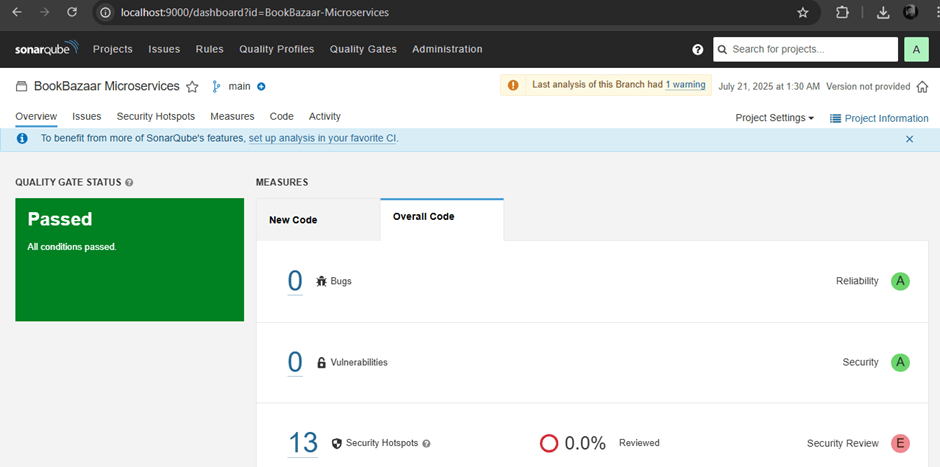 localhost:9000/dashboard?id=BookBazaar-Microservices
sonarqube Projects Issues Rules Quality Profiles Quality Gates Administration ? Search for projects... A
BookBazaar Microservices main Last analysis of this Branch had 1 warning July 21, 2025 at 1:30 AM Version not provided
Overview Issues Security Hotspots Measures Code Activity Project Settings Project Information
To benefit from more of SonarQube's features, set up analysis in your favorite CI.
QUALITY GATE STATUS ? MEASURES
Passed
All conditions passed.
New Code Overall Code
0 Bugs Reliability A
0 Vulnerabilities Security A
13 Security Hotspots ? 0.0% Reviewed Security Review E